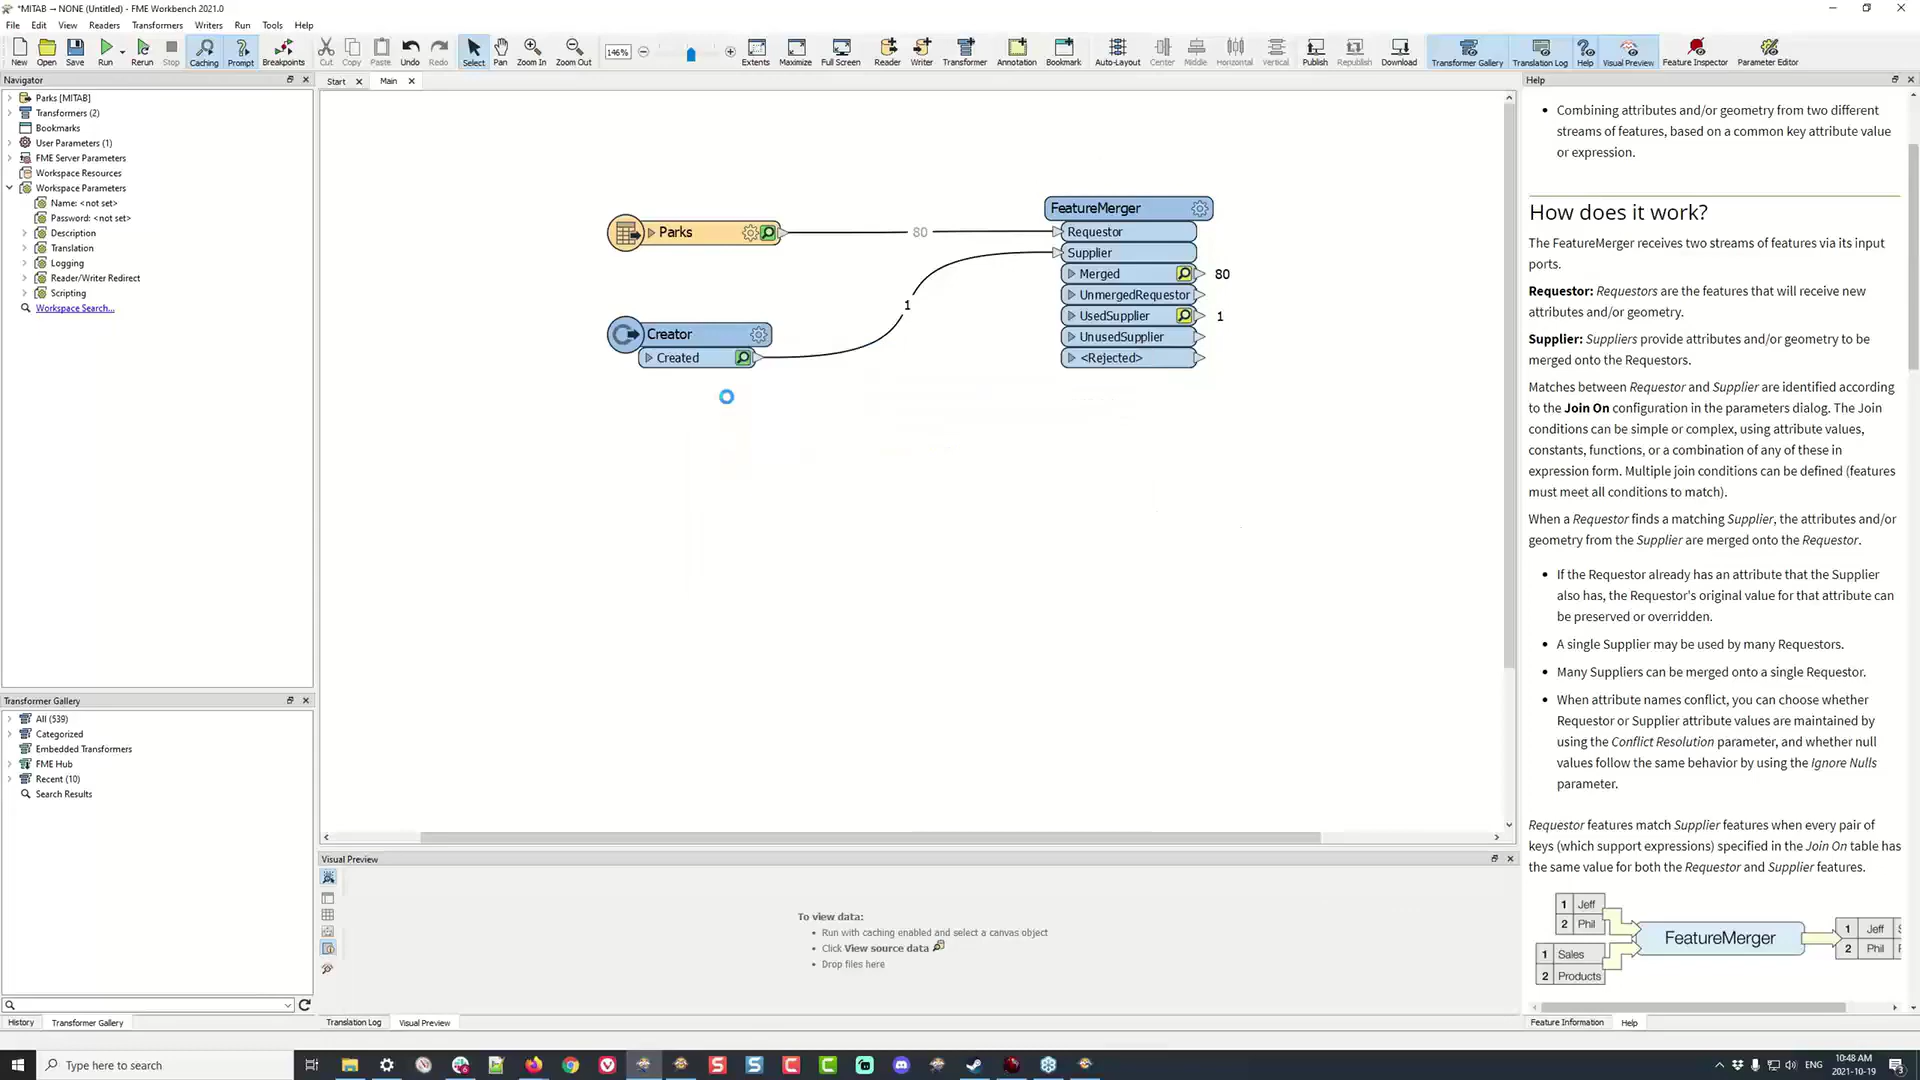 *MITAB → NONE (Untitled) - FME Workbench 2021.0
File Edit View Readers Transformers Writers Run Tools Help
New Open Save Run Rerun Stop Caching Prompt Breakpoints Cut Copy Paste Undo Redo Select Pan Zoom In Zoom Out 146% Extents Maximize Full Screen Reader Writer Transformer Annotation Bookmark Auto-Layout Center Middle Horizontal Vertical Publish Republish Download Transformer Gallery Translation Log Help Visual Preview Feature Inspector Parameter Editor
Navigator
Parks [MITAB]
Transformers (2)
Bookmarks
User Parameters (1)
FME Server Parameters
Workspace Resources
Workspace Parameters
Name: <not set>
Password: <not set>
Description
Translation
Logging
Reader/Writer Redirect
Scripting
Workspace Search...
Transformer Gallery
All (539)
Categorized
Embedded Transformers
FME Hub
Recent (10)
Search Results
History Transformer Gallery
Start Main
Parks
80
Creator
Created
1
FeatureMerger
Requestor
Supplier
Merged 80
UnmergedRequestor
UsedSupplier 1
UnusedSupplier
<Rejected>
Visual Preview
To view data:
• Run with caching enabled and select a canvas object
• Click View source data
• Drop files here
Translation Log Visual Preview
Help
• Combining attributes and/or geometry from two different
streams of features, based on a common key attribute value
or expression.
How does it work?
The FeatureMerger receives two streams of features via its input
ports.
Requestor: Requestors are the features that will receive new
attributes and/or geometry.
Supplier: Suppliers provide attributes and/or geometry to be
merged onto the Requestors.
Matches between Requestor and Supplier are identified according
to the Join On configuration in the parameters dialog. The Join
conditions can be simple or complex, using attribute values,
constants, functions, or a combination of any of these in
expression form. Multiple join conditions can be defined (features
must meet all conditions to match).
When a Requestor finds a matching Supplier, the attributes and/or
geometry from the Supplier are merged onto the Requestor.
• If the Requestor already has an attribute that the Supplier
also has, the Requestor's original value for that attribute can
be preserved or overridden.
• A single Supplier may be used by many Requestors.
• Many Suppliers can be merged onto a single Requestor.
• When attribute names conflict, you can choose whether
Requestor or Supplier attribute values are maintained by
using the Conflict Resolution parameter, and whether null
values follow the same behavior by using the Ignore Nulls
parameter.
Requestor features match Supplier features when every pair of
keys (which support expressions) specified in the Join On table has
the same value for both the Requestor and Supplier features.
1 Jeff
2 Phil
1 Sales
2 Products
FeatureMerger
1 Jeff
2 Phil
Feature Information Help
Type here to search
ENG
10:48 AM
2021-10-19